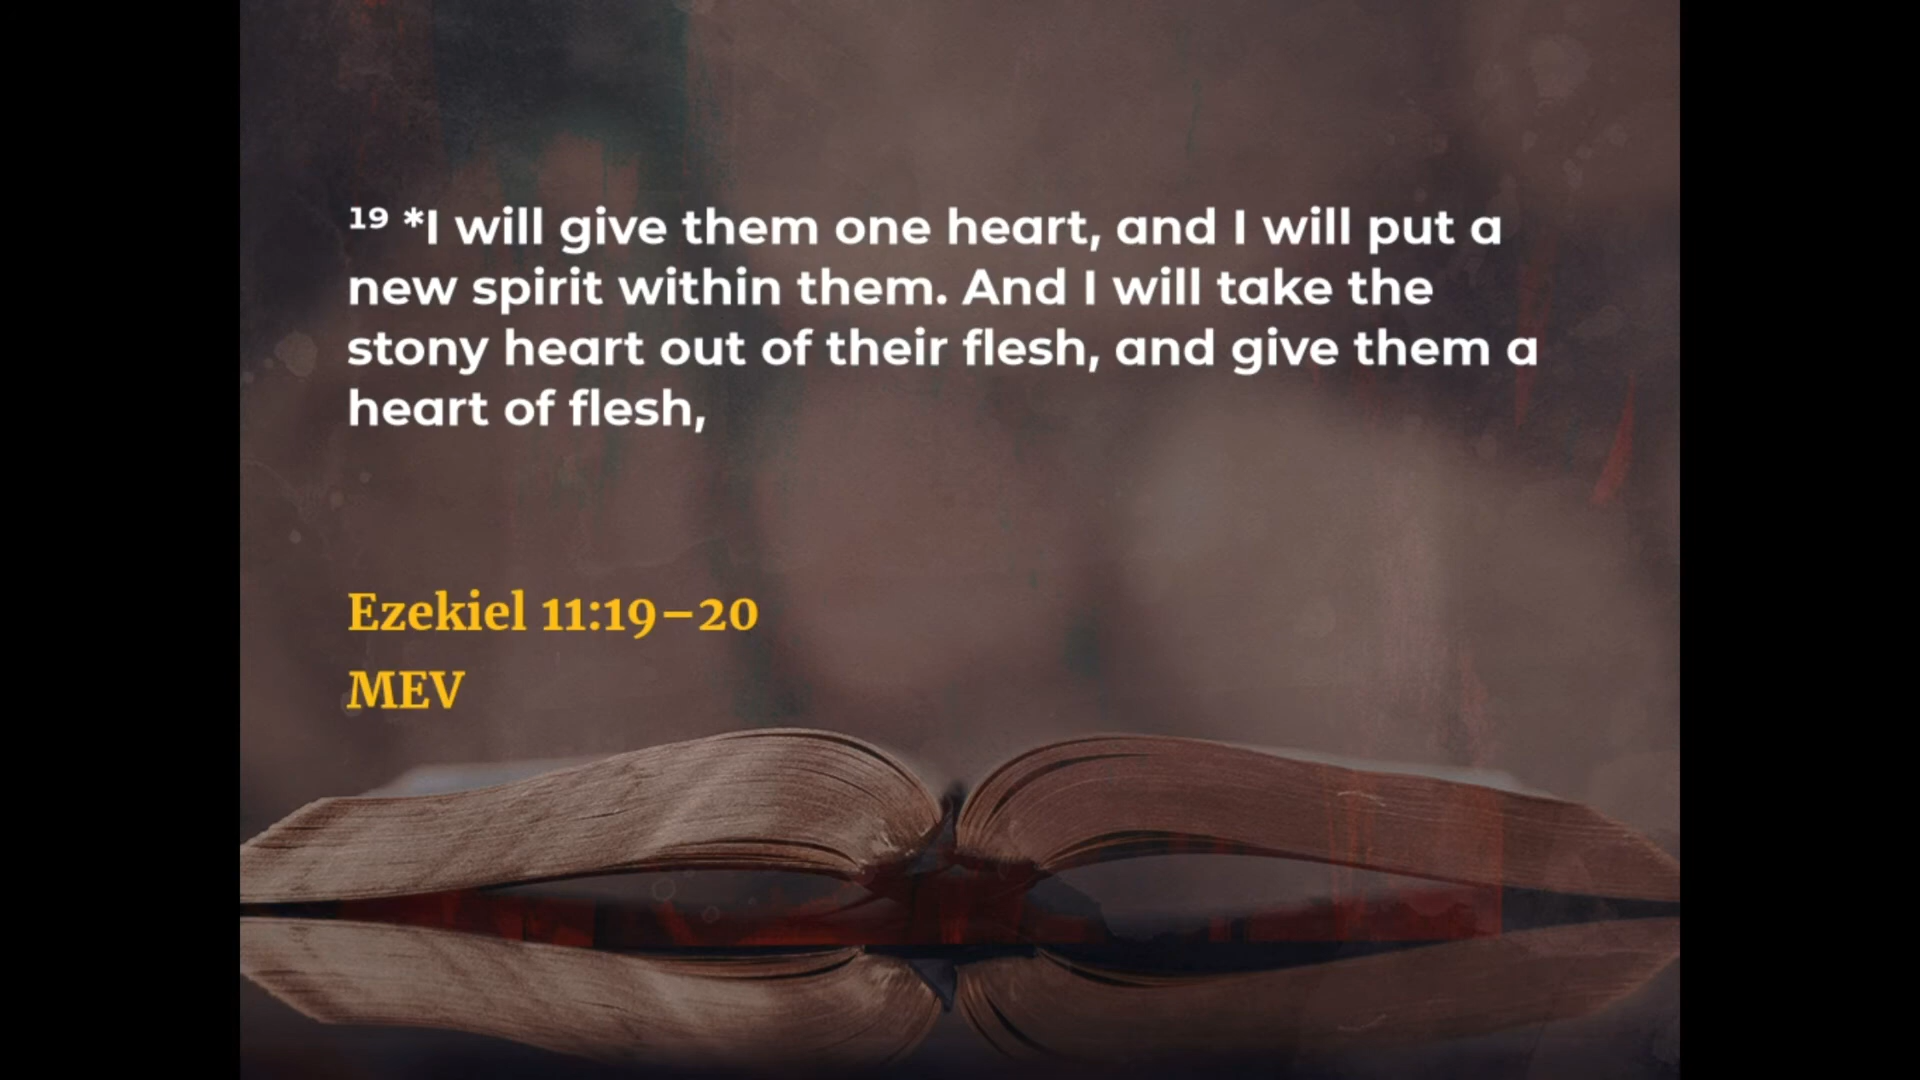 ¹⁹ *I will give them one heart, and I will put a
new spirit within them. And I will take the
stony heart out of their flesh, and give them a
heart of flesh,
Ezekiel 11:19–20
MEV